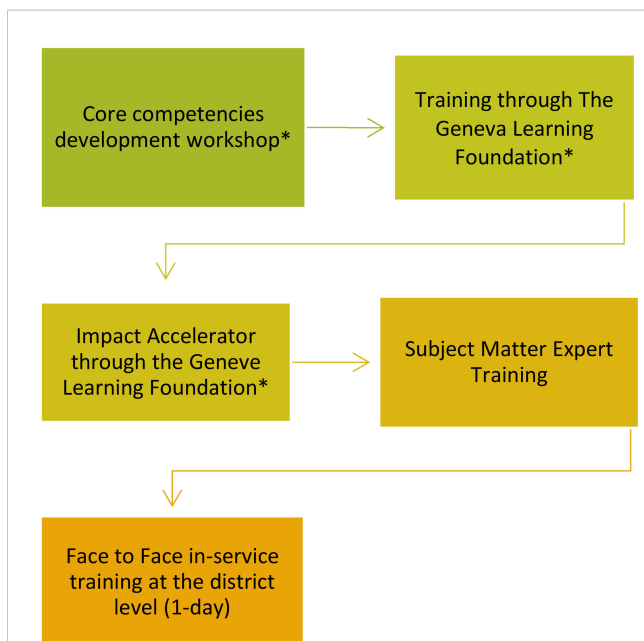 Core competencies
development workshop*
Training through The
Geneva Learning
Foundation*
Impact Accelerator
through the Geneve
Learning Foundation*
Subject Matter Expert
Training
Face to Face in-service
training at the district
level (1-day)